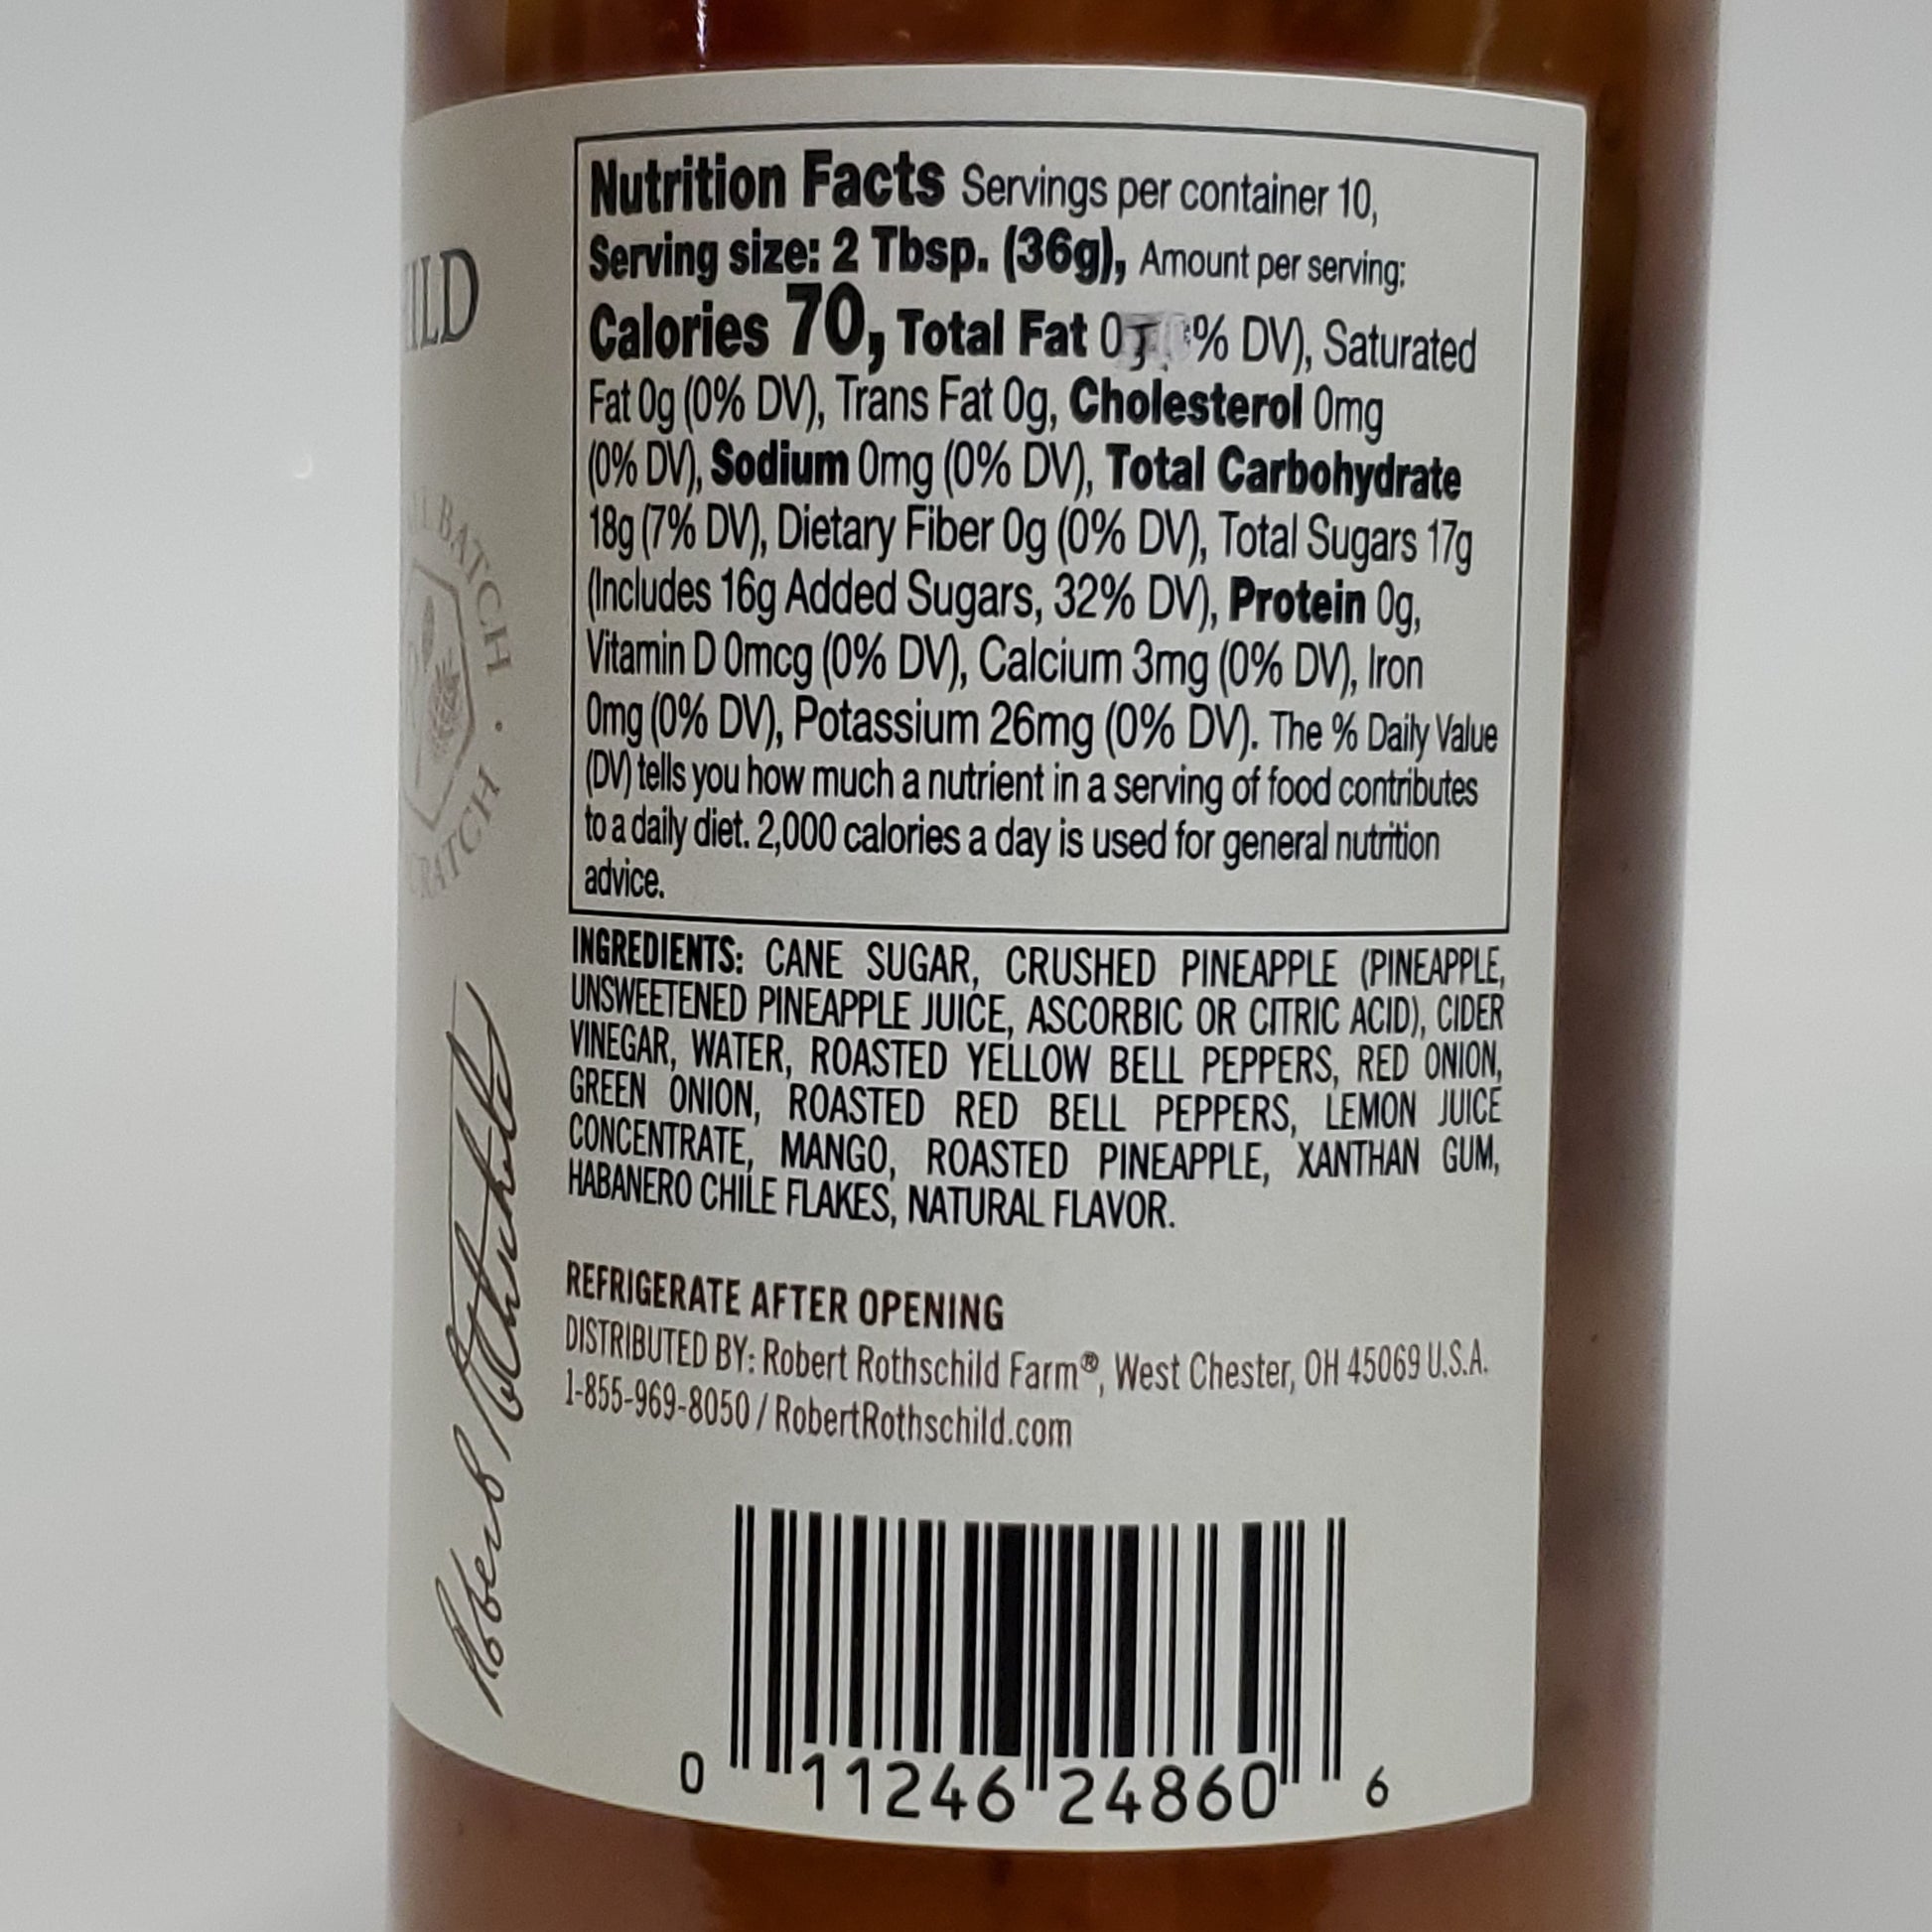 ILD
LL BATCH
RATCH
Robert Rothschild
Nutrition Facts Servings per container 10,
Serving size: 2 Tbsp. (36g), Amount per serving:
Calories 70, Total Fat % DV), Saturated
Fat 0g (0% DV), Trans Fat 0g, Cholesterol 0mg
(0% DV), Sodium 0mg (0% DV), Total Carbohydrate
18g (7% DV), Dietary Fiber 0g (0% DV), Total Sugars 17g
(Includes 16g Added Sugars, 32% DV), Protein 0g,
Vitamin D 0mcg (0% DV), Calcium 3mg (0% DV), Iron
0mg (0% DV), Potassium 26mg (0% DV). The % Daily Value
(DV) tells you how much a nutrient in a serving of food contributes
to a daily diet. 2,000 calories a day is used for general nutrition
advice.
INGREDIENTS: CANE SUGAR, CRUSHED PINEAPPLE (PINEAPPLE,
UNSWEETENED PINEAPPLE JUICE, ASCORBIC OR CITRIC ACID), CIDER
VINEGAR, WATER, ROASTED YELLOW BELL PEPPERS, RED ONION,
GREEN ONION, ROASTED RED BELL PEPPERS, LEMON JUICE
CONCENTRATE, MANGO, ROASTED PINEAPPLE, XANTHAN GUM,
HABANERO CHILE FLAKES, NATURAL FLAVOR.
REFRIGERATE AFTER OPENING
DISTRIBUTED BY: Robert Rothschild Farm®, West Chester, OH 45069 U.S.A.
1-855-969-8050 / RobertRothschild.com
0 11246 24860 6